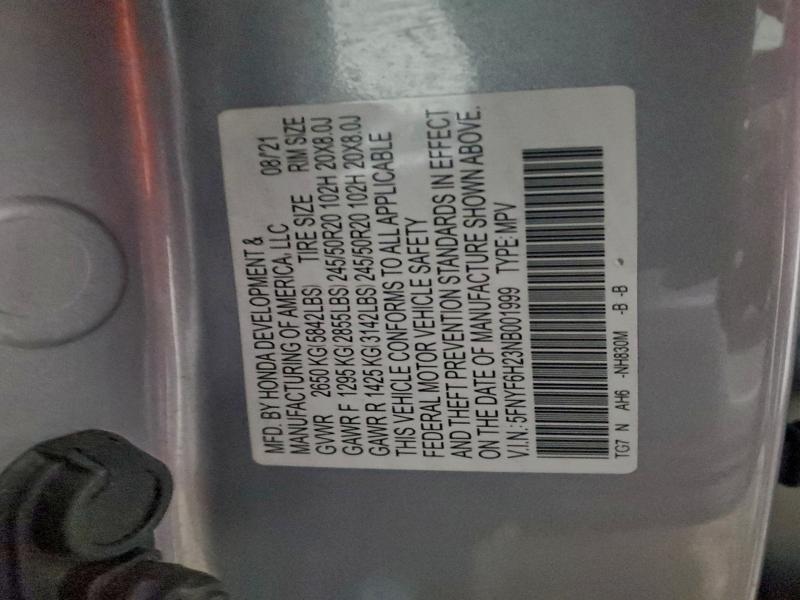 MFD. BY HONDA DEVELOPMENT & 08/'21
MANUFACTURING OF AMERICA, LLC
TIRE SIZE RIM SIZE
GVWR 2650 KG(5842LBS)
GAWR F 1295 KG(2855LBS) 245/50R20 102H 20X8.0J
GAWR R 1425 KG(3142LBS) 245/50R20 102H 20X8.0J
THIS VEHICLE CONFORMS TO ALL APPLICABLE
FEDERAL MOTOR VEHICLE SAFETY
AND THEFT PREVENTION STANDARDS IN EFFECT
ON THE DATE OF MANUFACTURE SHOWN ABOVE.
V.I.N.: 5FNYF6H23NB001999 TYPE: MPV
TG7 N AH6 -NH830M -B -B